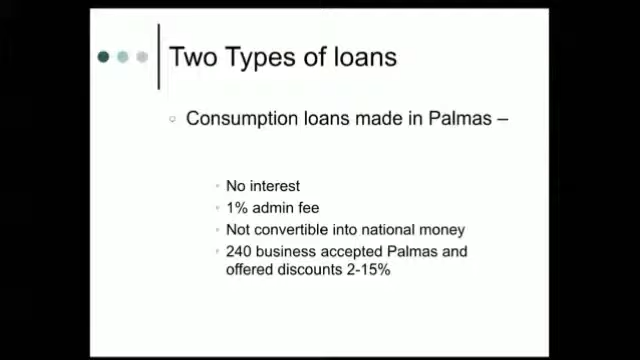 Two Types of loans
Consumption loans made in Palmas –
No interest
1% admin fee
Not convertible into national money
240 business accepted Palmas and
offered discounts 2-15%